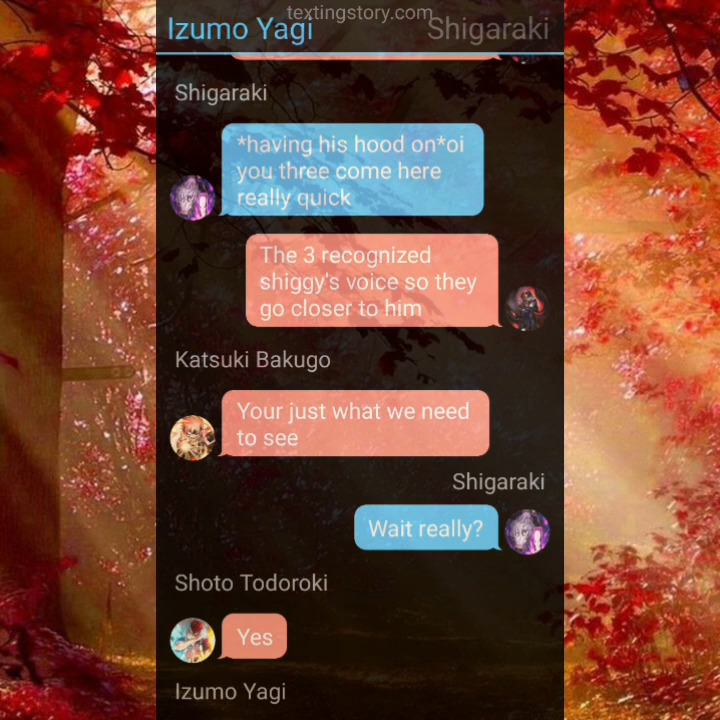 textingstory.com
Izumo Yagi
Shigaraki
Shigaraki
*having his hood on*oi
you three come here
really quick
The 3 recognized
shiggy's voice so they
go closer to him
Katsuki Bakugo
Your just what we need
to see
Shigaraki
Wait really?
Shoto Todoroki
Yes
Izumo Yagi